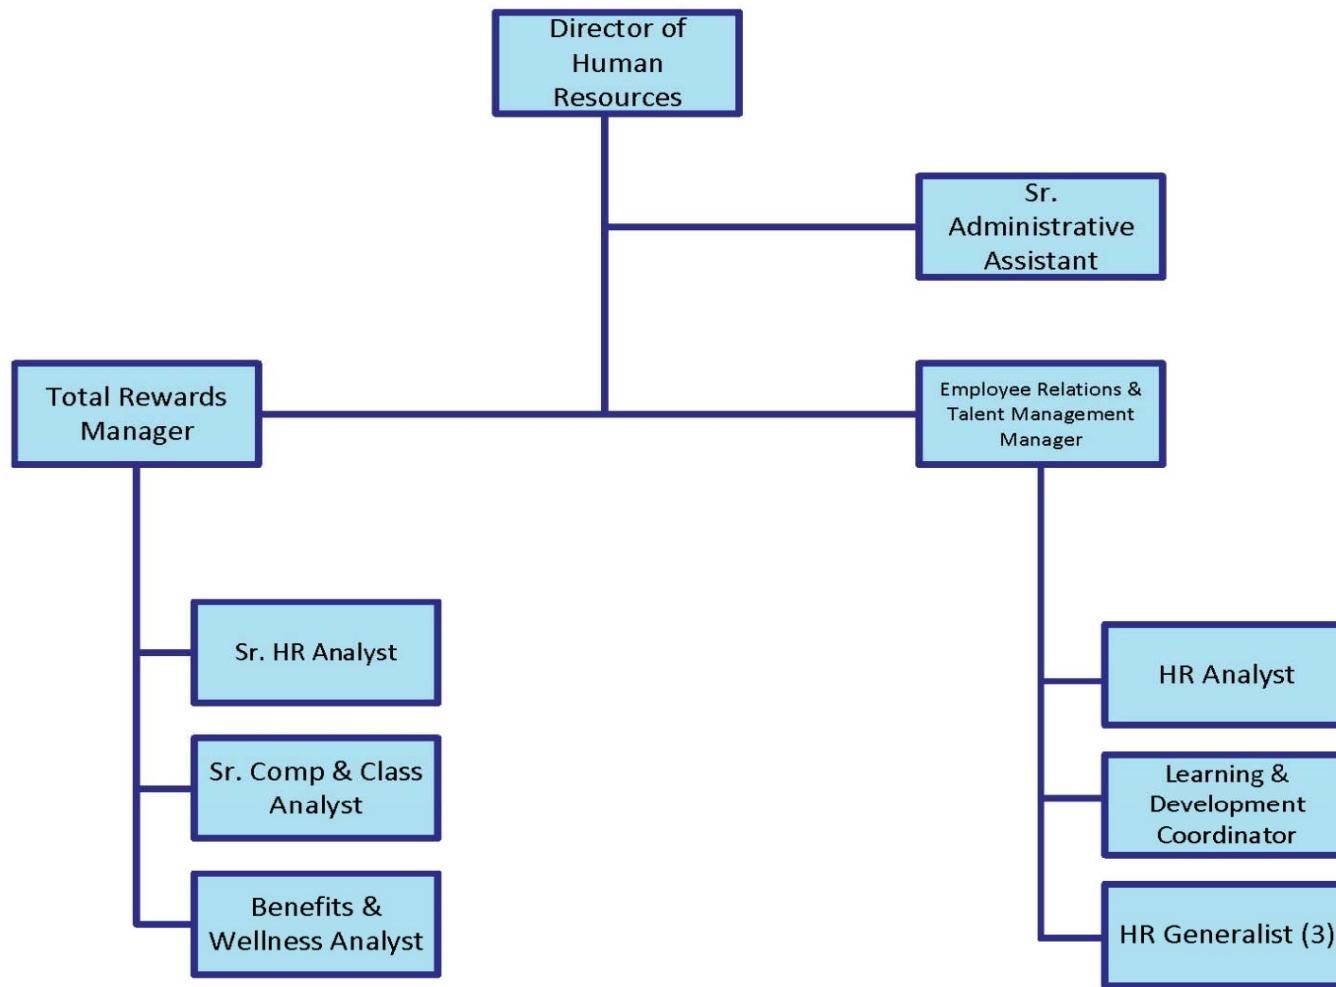 Director of
Human
Resources
Sr.
Administrative
Assistant
Total Rewards
Manager
Employee Relations &
Talent Management
Manager
Sr. HR Analyst
Sr. Comp & Class
Analyst
Benefits &
Wellness Analyst
HR Analyst
Learning &
Development
Coordinator
HR Generalist (3)